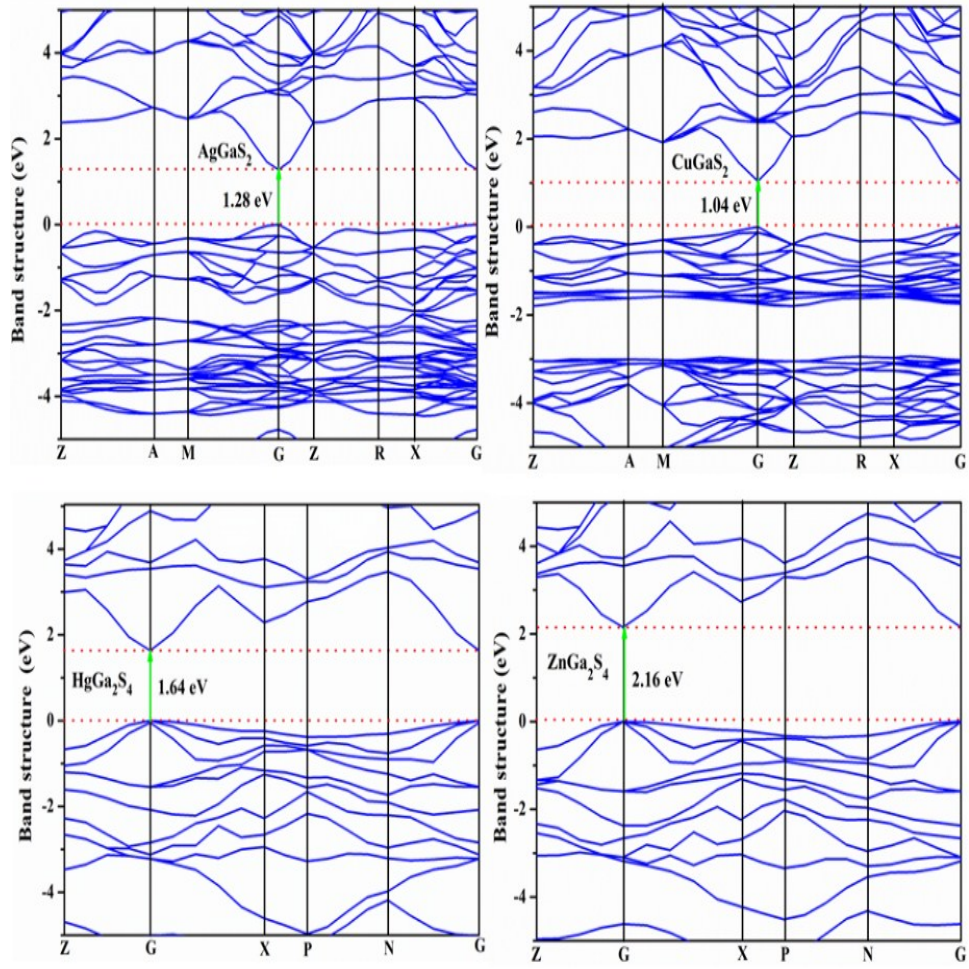 Band structure (eV)
4
2
0
-2
-4
AgGaS2
1.28 eV
Z A M G Z R X G
Band structure (eV)
4
2
0
-2
-4
CuGaS2
1.04 eV
Z A M G Z R X G
Band structure (eV)
4
2
0
-2
-4
HgGa2S4
1.64 eV
Z G X P N G
Band structure (eV)
4
2
0
-2
-4
ZnGa2S4
2.16 eV
Z G X P N G